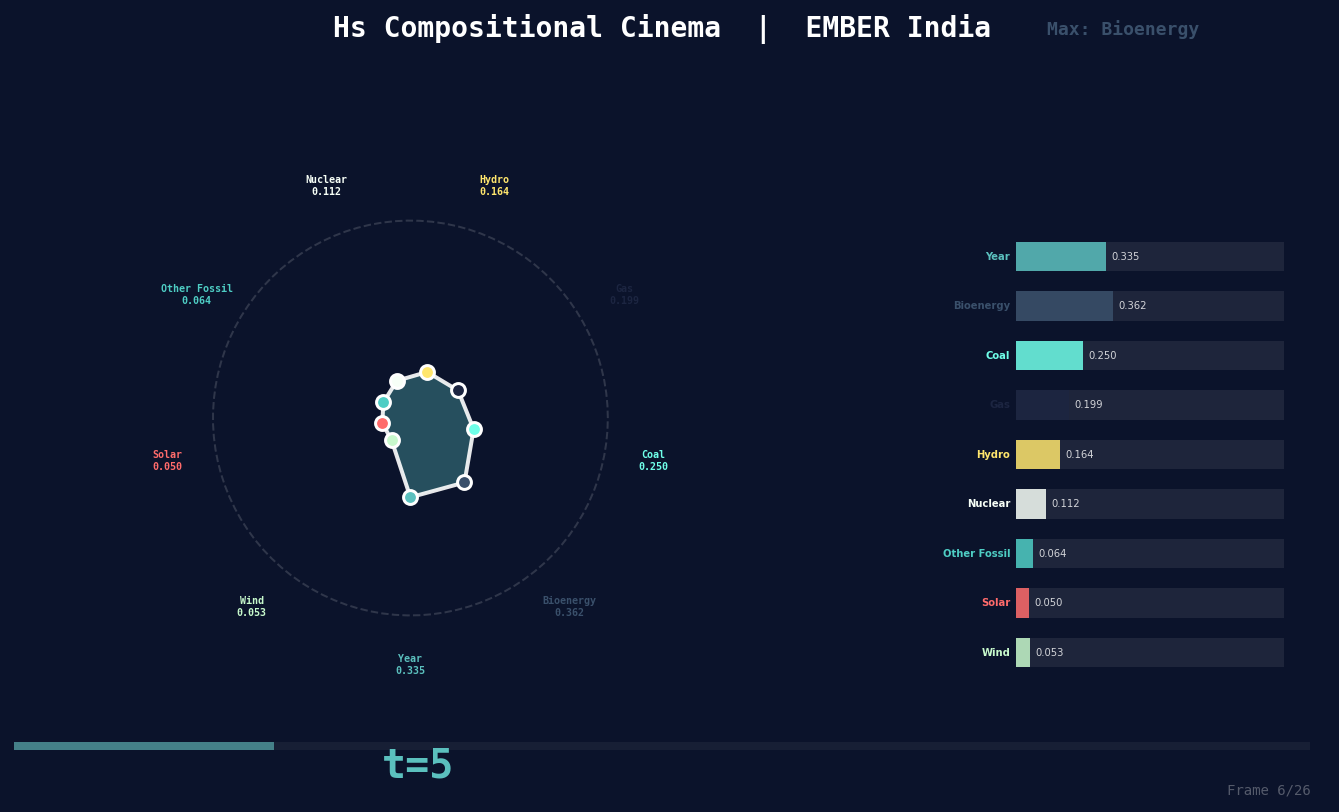 Hs Compositional Cinema | EMBER India
Max: Bioenergy
Nuclear
0.112
Hydro
0.164
Other Fossil
0.064
Gas
0.199
Solar
0.050
Coal
0.250
Wind
0.053
Bioenergy
0.362
Year
0.335
Year 0.335
Bioenergy 0.362
Coal 0.250
Gas 0.199
Hydro 0.164
Nuclear 0.112
Other Fossil 0.064
Solar 0.050
Wind 0.053
t=5
Frame 6/26